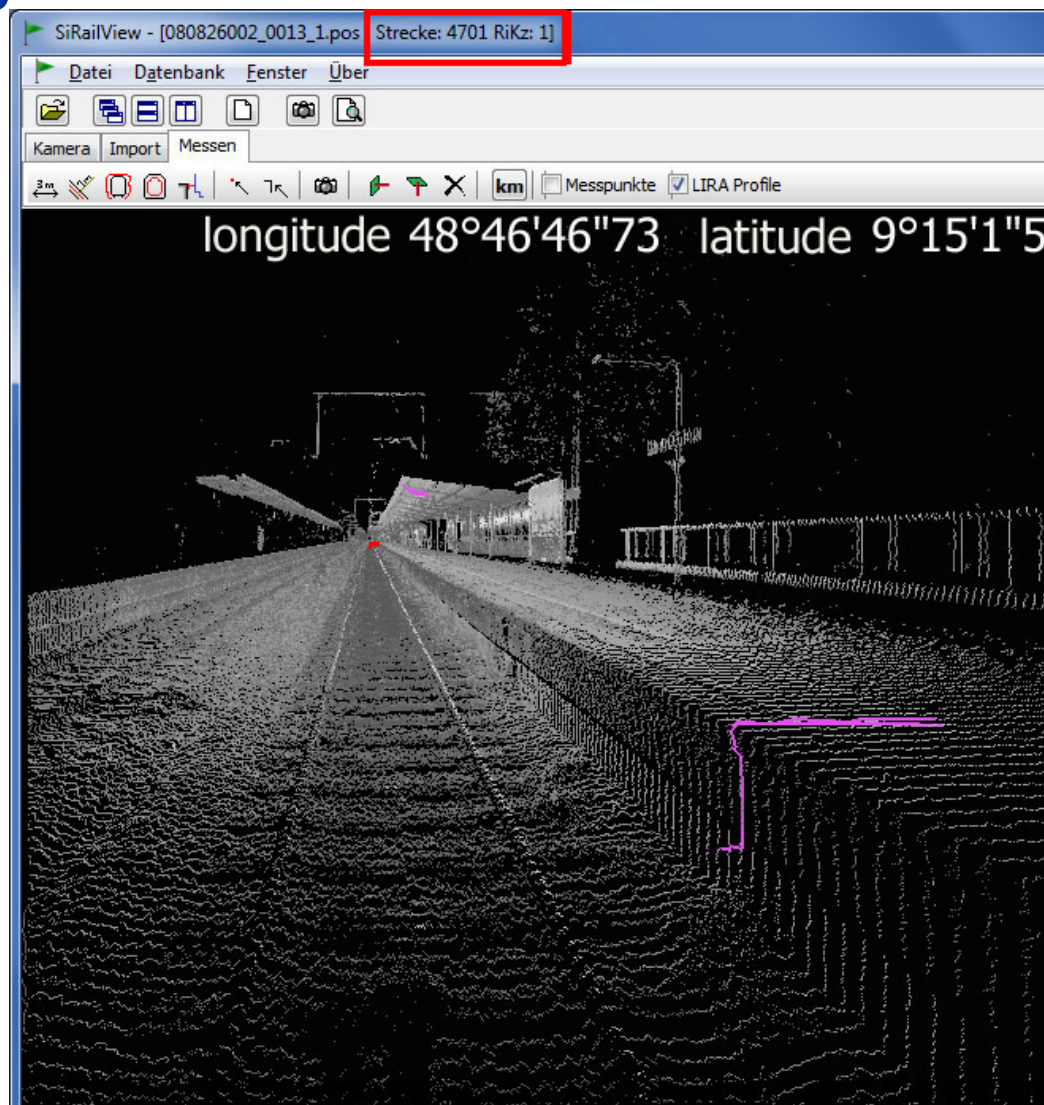 SiRailView - [080826002_0013_1.pos Strecke: 4701 RiKz: 1]
Datei Datenbank Fenster Über
Kamera Import Messen
3m km Messpunkte LIRA Profile
longitude 48°46'46"73 latitude 9°15'1"5